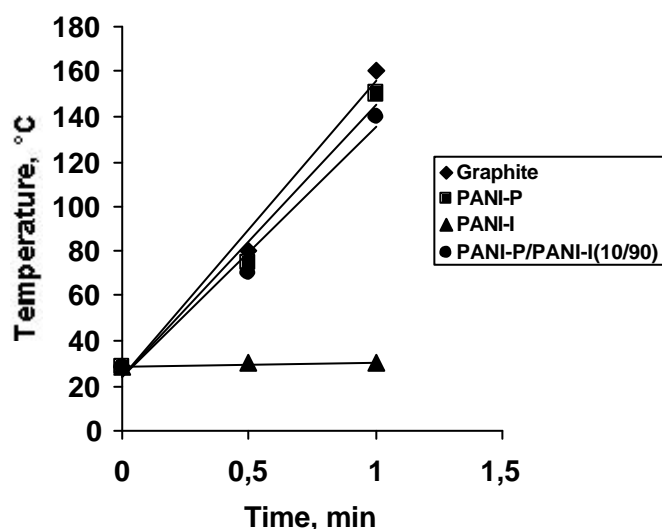 180
160
140
120
100
80
60
40
20
0
Temperature, °C
0
0,5
1
1,5
Time, min
Graphite
PANI-P
PANI-I
PANI-P/PANI-I(10/90)